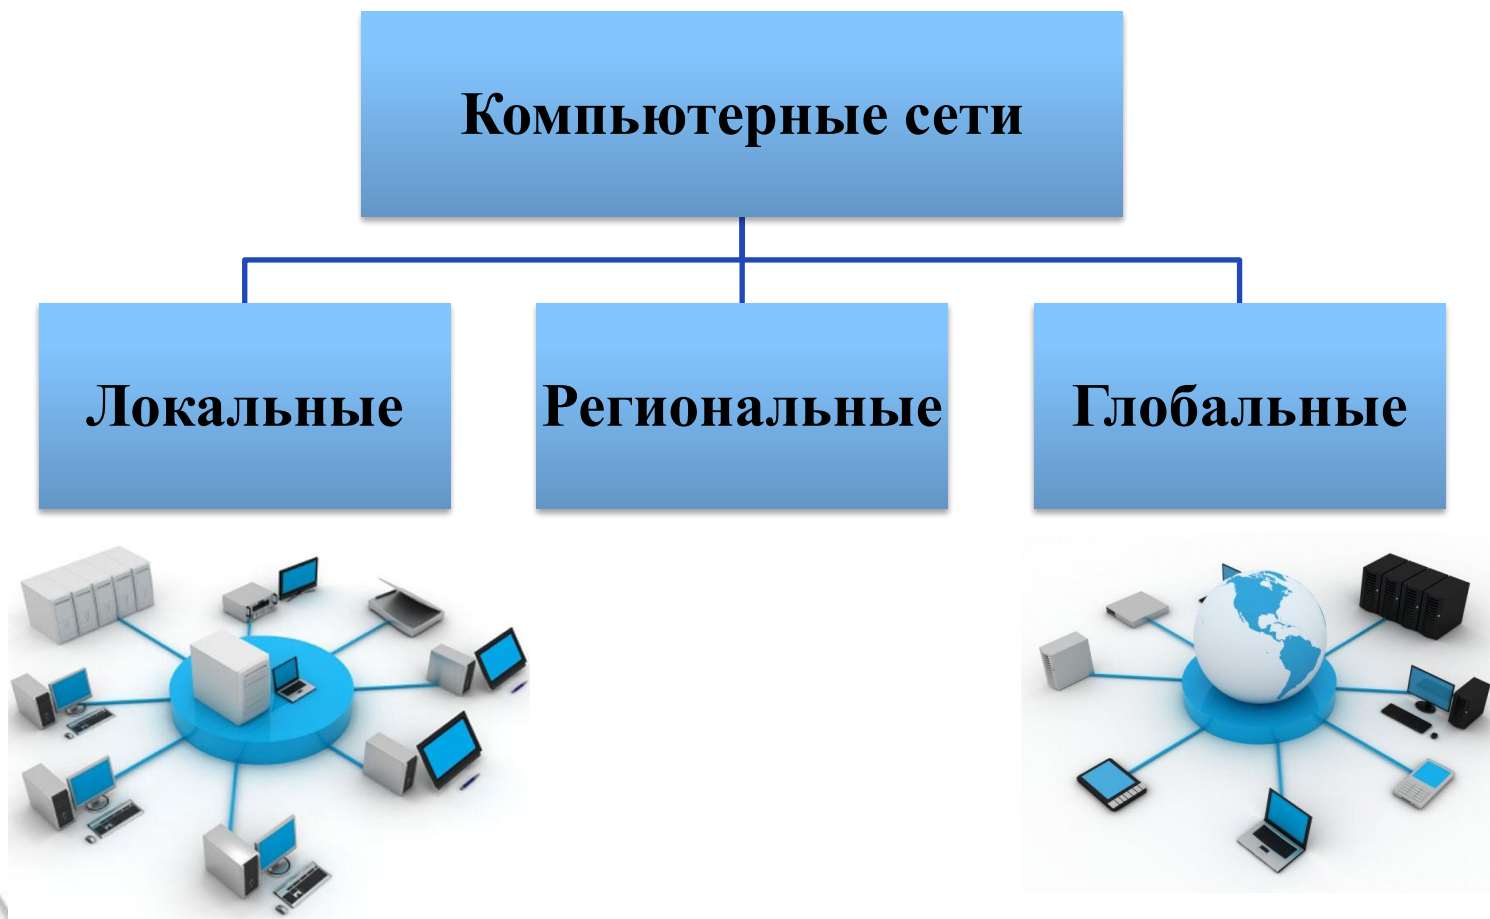 Компьютерные сети
Локальные
Региональные
Глобальные